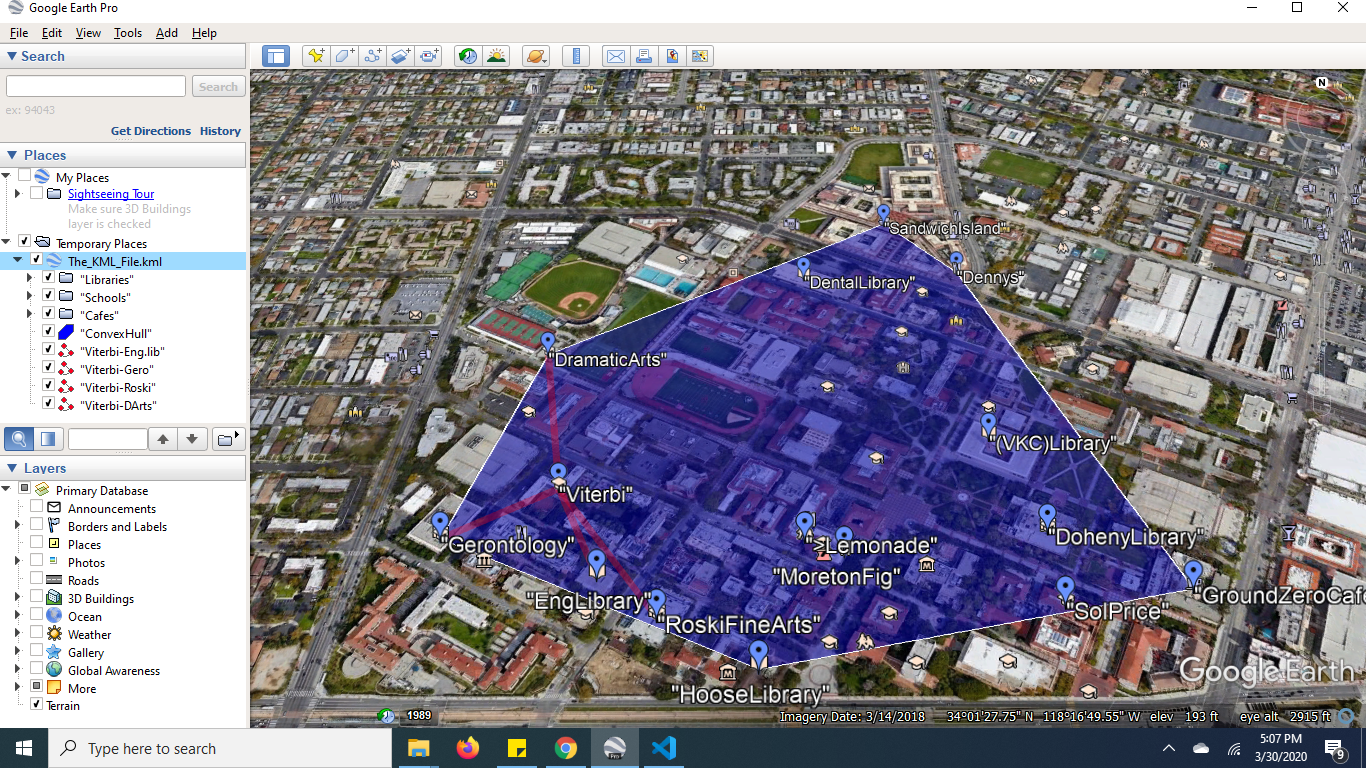 Google Earth Pro
File Edit View Tools Add Help
Search
Search
ex: 94043
Get Directions History
Places
My Places
Sightseeing Tour
Make sure 3D Buildings
layer is checked
Temporary Places
The_KML_File.kml
"Libraries"
"Schools"
"Cafes"
"ConvexHull"
"Viterbi-Eng.lib"
"Viterbi-Gero"
"Viterbi-Roski"
"Viterbi-DArts"
Layers
Primary Database
Announcements
Borders and Labels
Places
Photos
Roads
3D Buildings
Ocean
Weather
Gallery
Global Awareness
More
Terrain
N
"SandwichIsland"
"Dennys"
"DentalLibrary"
"DramaticArts"
"(VKC)Library"
"Viterbi"
"Gerontology"
"DohenyLibrary"
>Lemonade"
"MoretonFig"
"EngLibrary"
"GroundZeroCafe
"SolPrice"
"RoskiFineArts"
"HooseLibrary"
Google Earth
1989
Imagery Date: 3/14/2018 34°01'27.75" N 118°16'49.55" W elev 193 ft eye alt 2915 ft
Type here to search
Pro
5:07 PM
3/30/2020
9